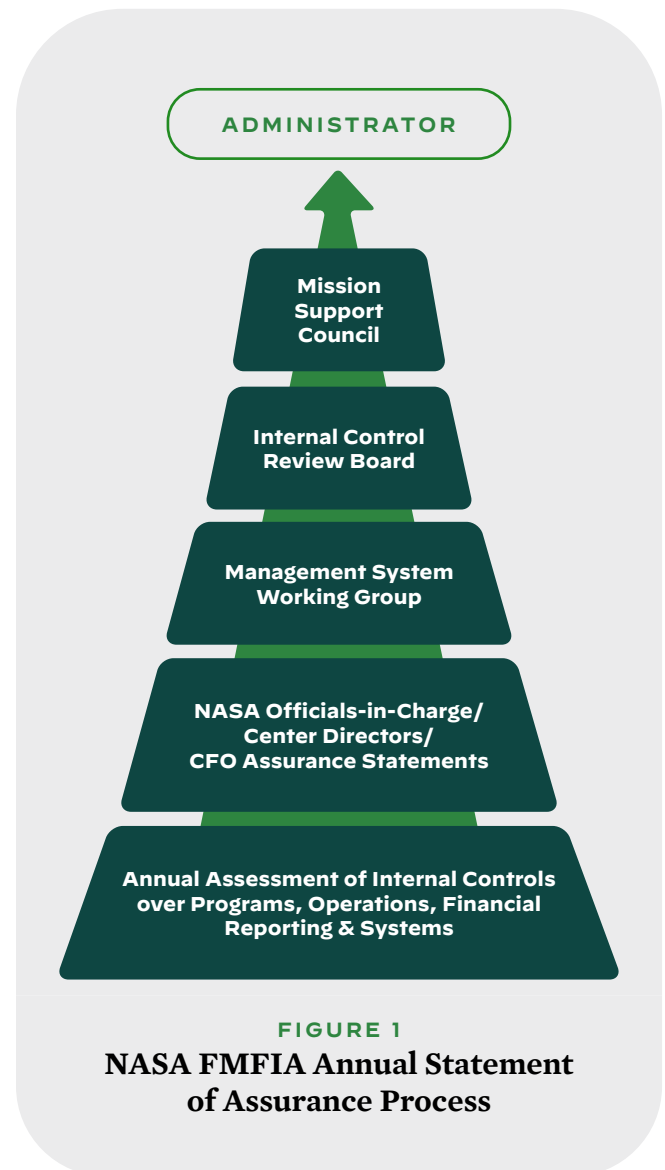 ADMINISTRATOR
Mission
Support
Council
Internal Control
Review Board
Management System
Working Group
NASA Officials-in-Charge/
Center Directors/
CFO Assurance Statements
Annual Assessment of Internal Controls
over Programs, Operations, Financial
Reporting & Systems
FIGURE 1
NASA FMFIA Annual Statement
of Assurance Process